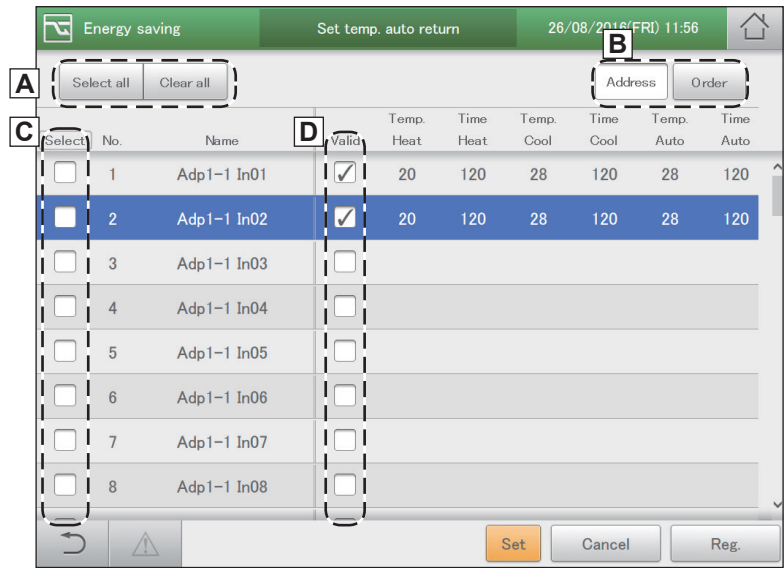 Energy saving Set temp. auto return 26/08/2016(FRI) 11:56
B
A Select all Clear all Address Order
Temp. Time Temp. Time Temp. Time
C Select No. Name D Valid Heat Heat Cool Cool Auto Auto
1 Adp1-1 In01 ✓ 20 120 28 120 28 120
2 Adp1-1 In02 ✓ 20 120 28 120 28 120
3 Adp1-1 In03
4 Adp1-1 In04
5 Adp1-1 In05
6 Adp1-1 In06
7 Adp1-1 In07
8 Adp1-1 In08
Set Cancel Reg.